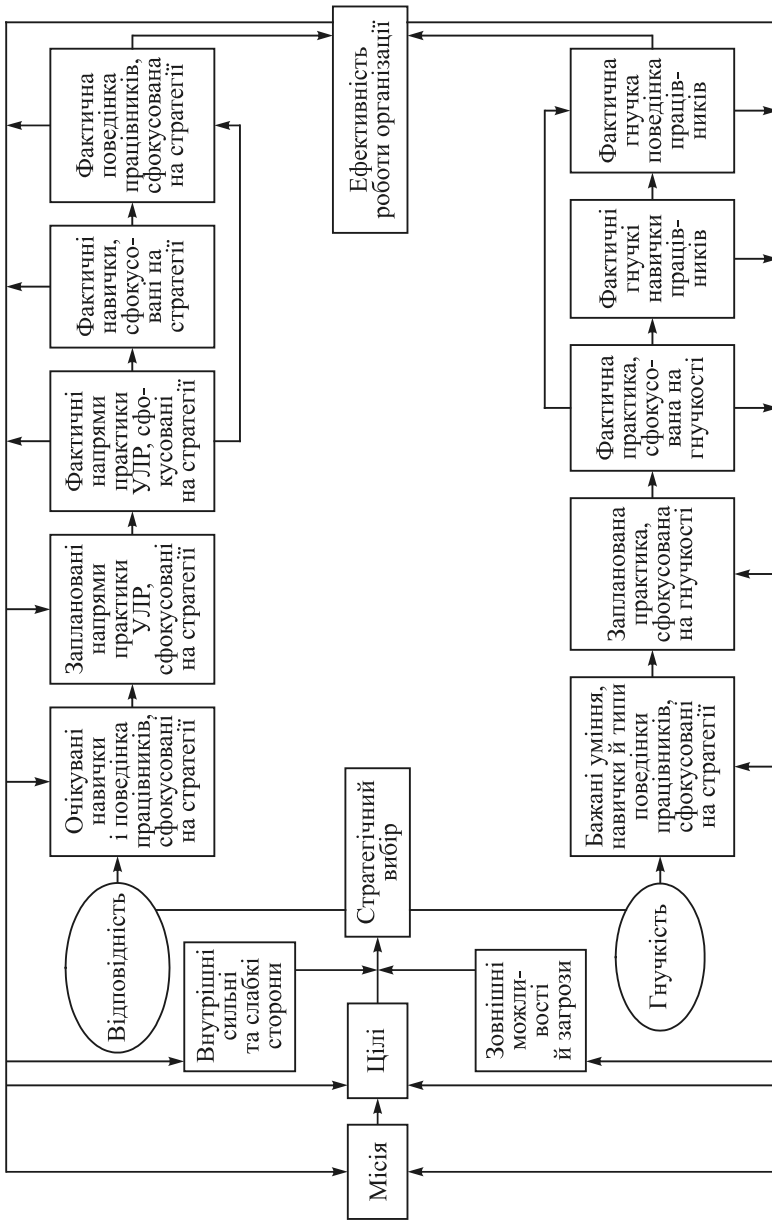 Місія
Цілі
Внутрішні
сильні
та слабкі
сторони
Зовнішні
можли-
вості
й загрози
Стратегічний
вибір
Відповідність
Очікувані
навички
і поведінка
працівників,
сфокусовані
на стратегії
Заплановані
напрями
практики
УЛР,
сфокусовані
на стратегії
Фактичні
напрями
практики
УЛР, сфо-
кусовані
на стратегії
Фактичні
навички,
сфокусо-
вані на
стратегії
Фактична
поведінка
працівників,
сфокусована
на стратегії
Ефективність
роботи організації
Гнучкість
Бажані уміння,
навички й типи
поведінки
працівників,
сфокусовані
на стратегії
Запланована
практика,
сфокусована
на гнучкості
Фактична
практика,
сфокусо-
вана на
гнучкості
Фактичні
гнучкі
навички
праців-
ників
Фактична
гнучка
поведінка
праців-
ників